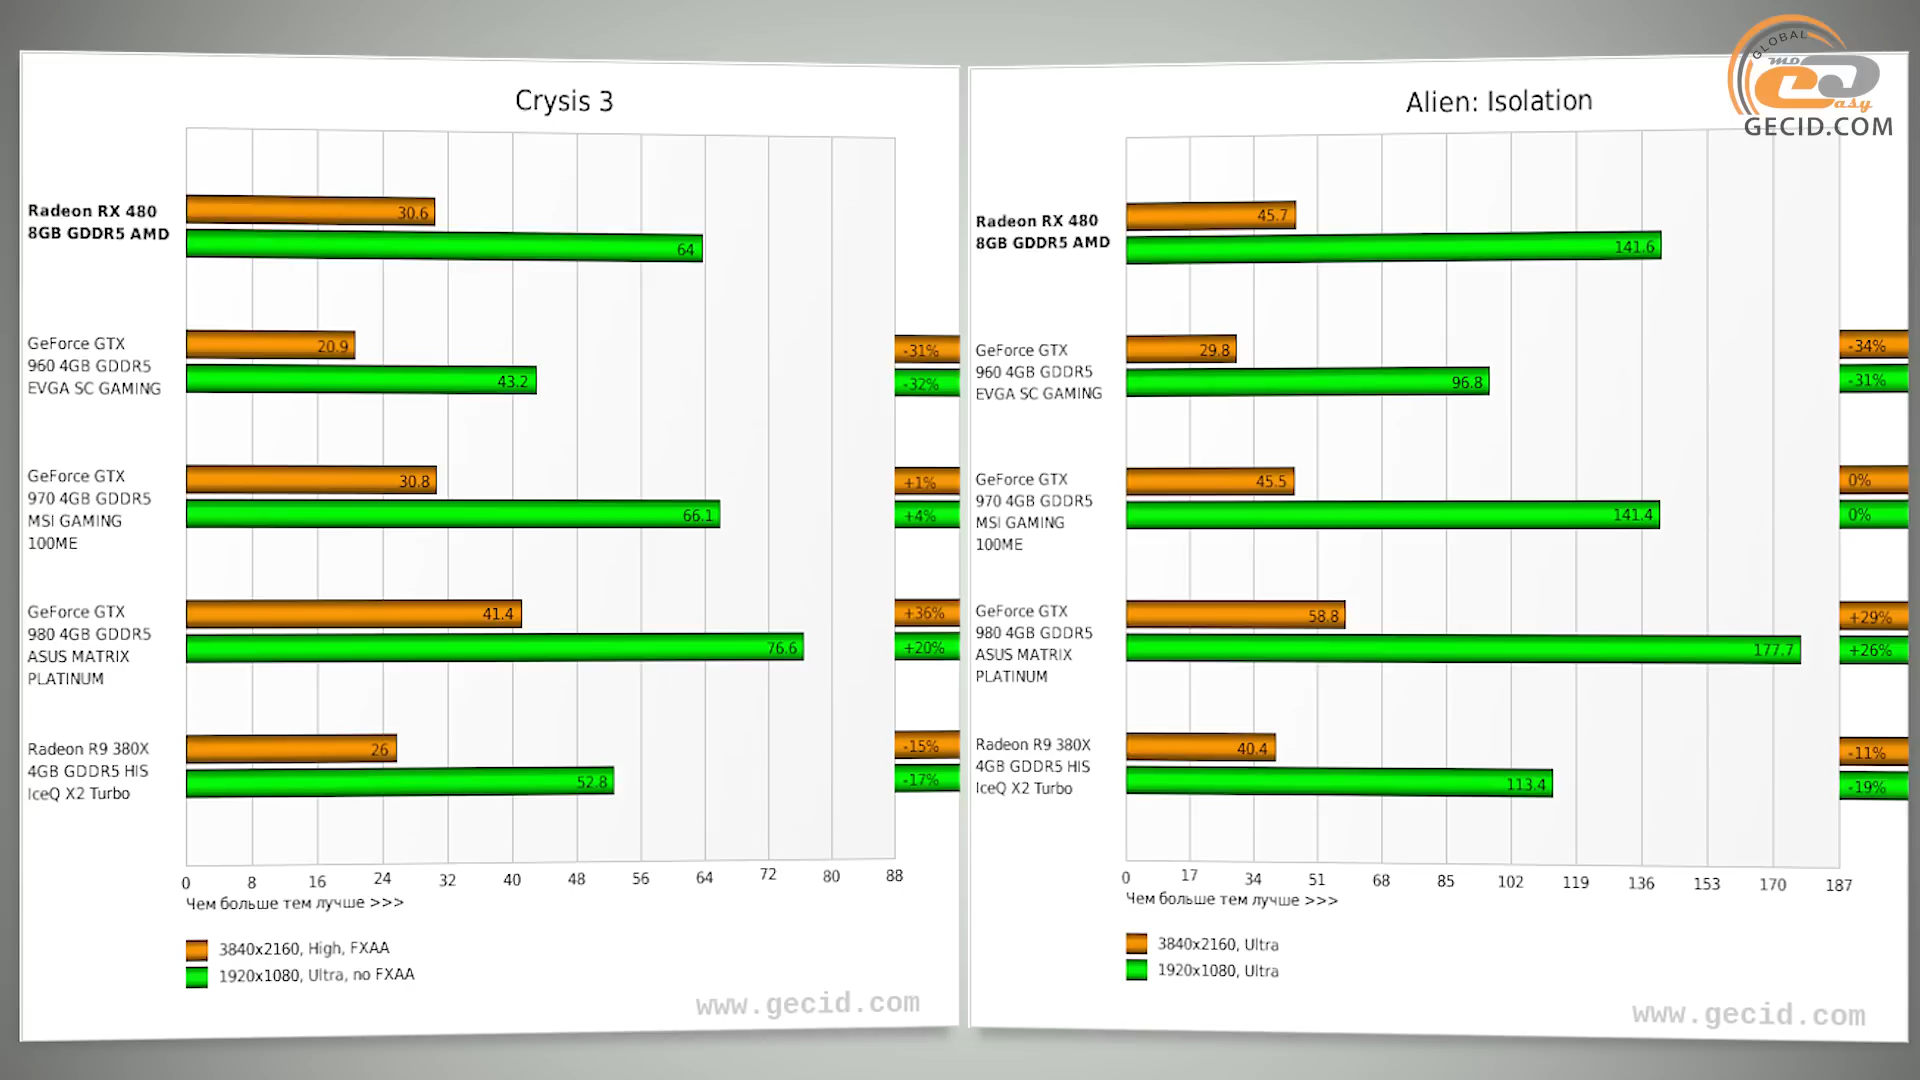 Crysis 3
Radeon RX 480
8GB GDDR5 AMD
30.6
64
GeForce GTX
960 4GB GDDR5
EVGA SC GAMING
20.9
43.2
-31%
-32%
GeForce GTX
970 4GB GDDR5
MSI GAMING
100ME
30.8
66.1
+1%
+4%
GeForce GTX
980 4GB GDDR5
ASUS MATRIX
PLATINUM
41.4
76.6
+36%
+20%
Radeon R9 380X
4GB GDDR5 HIS
IceQ X2 Turbo
26
52.8
-15%
-17%
0 8 16 24 32 40 48 56 64 72 80 88
Чем больше тем лучше >>>
3840x2160, High, FXAA
1920x1080, Ultra, no FXAA
www.gecid.com
Alien: Isolation
Radeon RX 480
8GB GDDR5 AMD
45.7
141.6
GeForce GTX
960 4GB GDDR5
EVGA SC GAMING
29.8
96.8
-34%
-31%
GeForce GTX
970 4GB GDDR5
MSI GAMING
100ME
45.5
141.4
0%
0%
GeForce GTX
980 4GB GDDR5
ASUS MATRIX
PLATINUM
58.8
177.7
+29%
+26%
Radeon R9 380X
4GB GDDR5 HIS
IceQ X2 Turbo
40.4
113.4
-11%
-19%
0 17 34 51 68 85 102 119 136 153 170 187
Чем больше тем лучше >>>
3840x2160, Ultra
1920x1080, Ultra
www.gecid.com
GLOBAL
mo
easy
GECID.COM